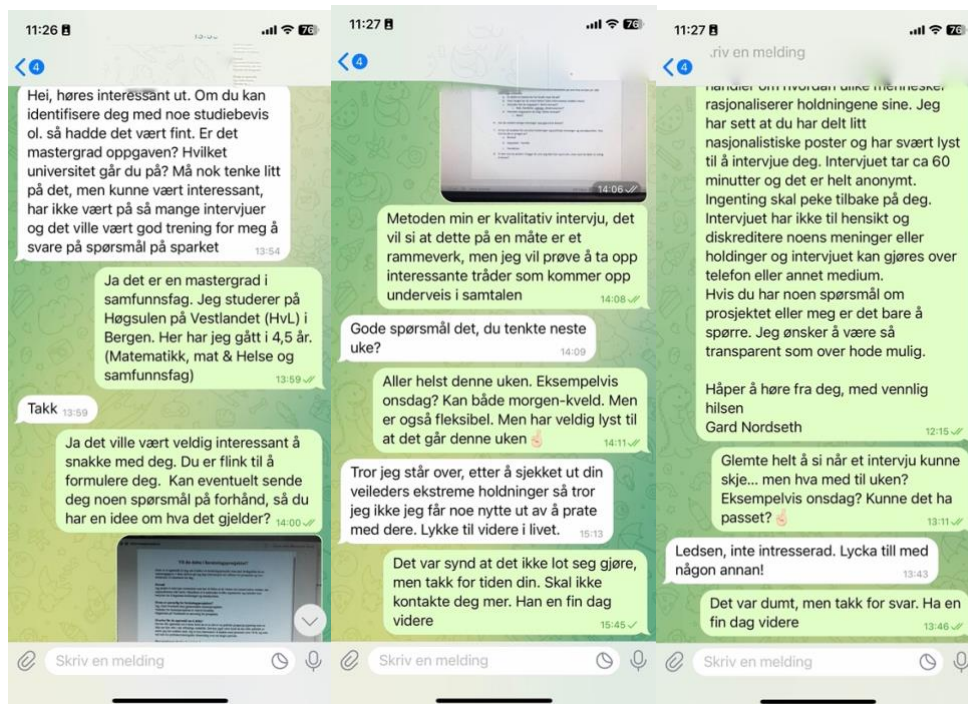 11:26
76
4
Hei, høres interessant ut. Om du kan
identifisere deg med noe studiebevis
ol. så hadde det vært fint. Er det
mastergrad oppgaven? Hvilket
universitet går du på? Må nok tenke litt
på det, men kunne vært interessant,
har ikke vært på så mange intervjuer
og det ville vært god trening for meg å
svare på spørsmål på sparket
13:54
Ja det er en mastergrad i
samfunnsfag. Jeg studerer på
Høgsulen på Vestlandet (HvL) i
Bergen. Her har jeg gått i 4,5 år.
(Matematikk, mat & Helse og
samfunnsfag)
13:59
Takk 13:59
Ja det ville vært veldig interessant å
snakke med deg. Du er flink til å
formulere deg. Kan eventuelt sende
deg noen spørsmål på forhånd, så du
har en idee om hva det gjelder? 14:00
Skriv en melding
11:27
76
4
14:06
Metoden min er kvalitativ intervju, det
vil si at dette på en måte er et
rammeverk, men jeg vil prøve å ta opp
interessante tråder som kommer opp
underveis i samtalen
14:08
Gode spørsmål det, du tenkte neste
uke?
14:09
Aller helst denne uken. Eksempelvis
onsdag? Kan både morgen-kveld. Men
er også fleksibel. Men har veldig lyst til
at det går denne uken
14:11
Tror jeg står over, etter å sjekket ut din
veileders ekstreme holdninger så tror
jeg ikke jeg får noe nytte ut av å prate
med dere. Lykke til videre i livet.
15:13
Det var synd at det ikke lot seg gjøre,
men takk for tiden din. Skal ikke
kontakte deg mer. Han en fin dag
videre
15:45
Skriv en melding
11:27
76
.riv en melding
4
handler om hvordan ulike mennesker
rasjonaliserer holdningene sine. Jeg
har sett at du har delt litt
nasjonalistiske poster og har svært lyst
til å intervjue deg. Intervjuet tar ca 60
minutter og det er helt anonymt.
Ingenting skal peke tilbake på deg.
Intervjuet har ikke til hensikt og
diskreditere noens meninger eller
holdinger og intervjuet kan gjøres over
telefon eller annet medium.
Hvis du har noen spørsmål om
prosjektet eller meg er det bare å
spørre. Jeg ønsker å være så
transparent som over hode mulig.
Håper å høre fra deg, med vennlig
hilsen
Gard Nordseth
12:15
Glemte helt å si når et intervju kunne
skje... men hva med til uken?
Eksempelvis onsdag? Kunne det ha
passet?
13:11
Ledsen, inte intresserad. Lycka till med
någon annan!
13:43
Det var dumt, men takk for svar. Ha en
fin dag videre
13:46
Skriv en melding